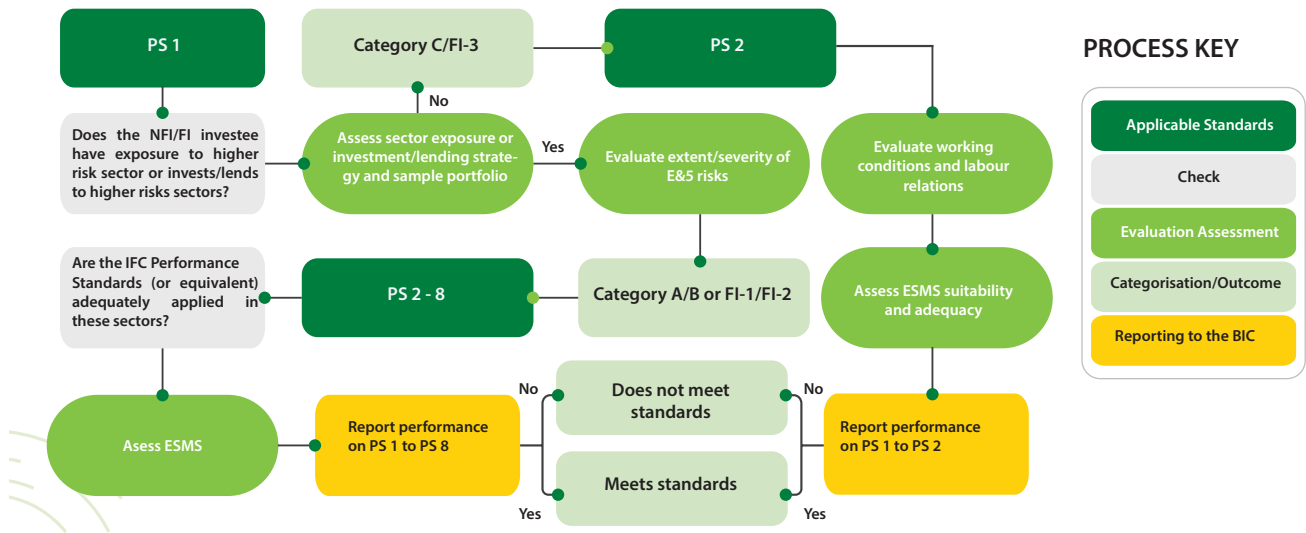 PS 1
Category C/FI-3
PS 2
PROCESS KEY
No
Does the NFI/FI investee
have exposure to higher
risk sector or invests/lends
to higher risks sectors?
Assess sector exposure or
investment/lending strate-
gy and sample portfolio
Yes
Evaluate extent/severity of
E&5 risks
Evaluate working
conditions and labour
relations
Applicable Standards
Check
Evaluation Assessment
Categorisation/Outcome
Reporting to the BIC
Are the IFC Performance
Standards (or equivalent)
adequately applied in
these sectors?
PS 2 - 8
Category A/B or FI-1/FI-2
Assess ESMS suitability
and adequacy
Asess ESMS
Report performance
on PS 1 to PS 8
No
Does not meet
standards
No
Yes
Meets standards
Yes
Report performance
on PS 1 to PS 2